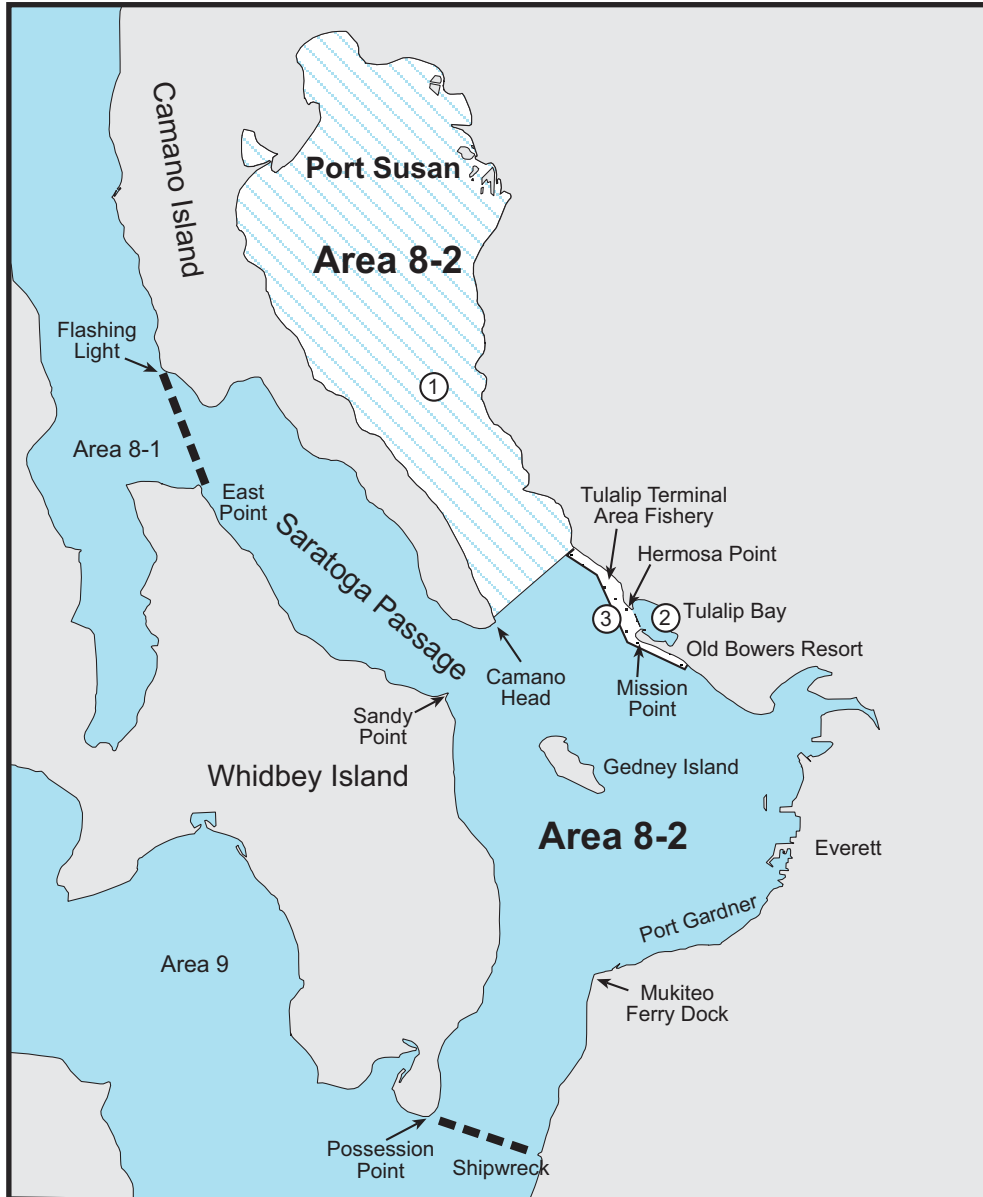 Camano Island
Port Susan
Area 8-2
Flashing
Light
1
Area 8-1
East
Point
Saratoga Passage
Tulalip Terminal
Area Fishery
Hermosa Point
3
2
Tulalip Bay
Old Bowers Resort
Camano
Head
Mission
Point
Sandy
Point
Whidbey Island
Gedney Island
Area 8-2
Everett
Port Gardner
Area 9
Mukiteo
Ferry Dock
Possession
Point
Shipwreck